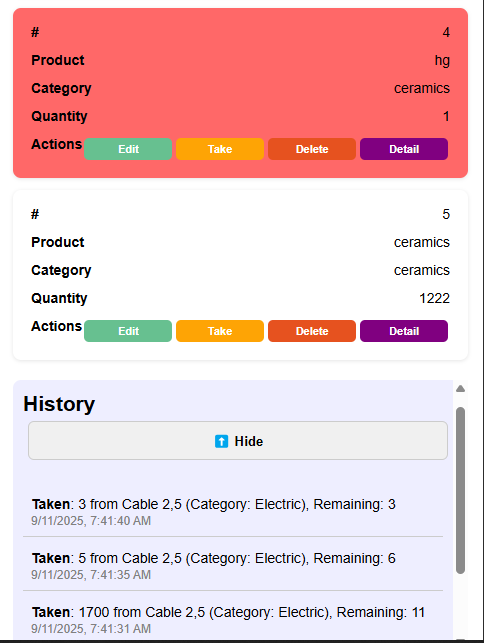 # 4
Product hg
Category ceramics
Quantity 1
Actions Edit Take Delete Detail
# 5
Product ceramics
Category ceramics
Quantity 1222
Actions Edit Take Delete Detail
History
Hide
Taken: 3 from Cable 2,5 (Category: Electric), Remaining: 3
9/11/2025, 7:41:40 AM
Taken: 5 from Cable 2,5 (Category: Electric), Remaining: 6
9/11/2025, 7:41:35 AM
Taken: 1700 from Cable 2,5 (Category: Electric), Remaining: 11
9/11/2025, 7:41:31 AM